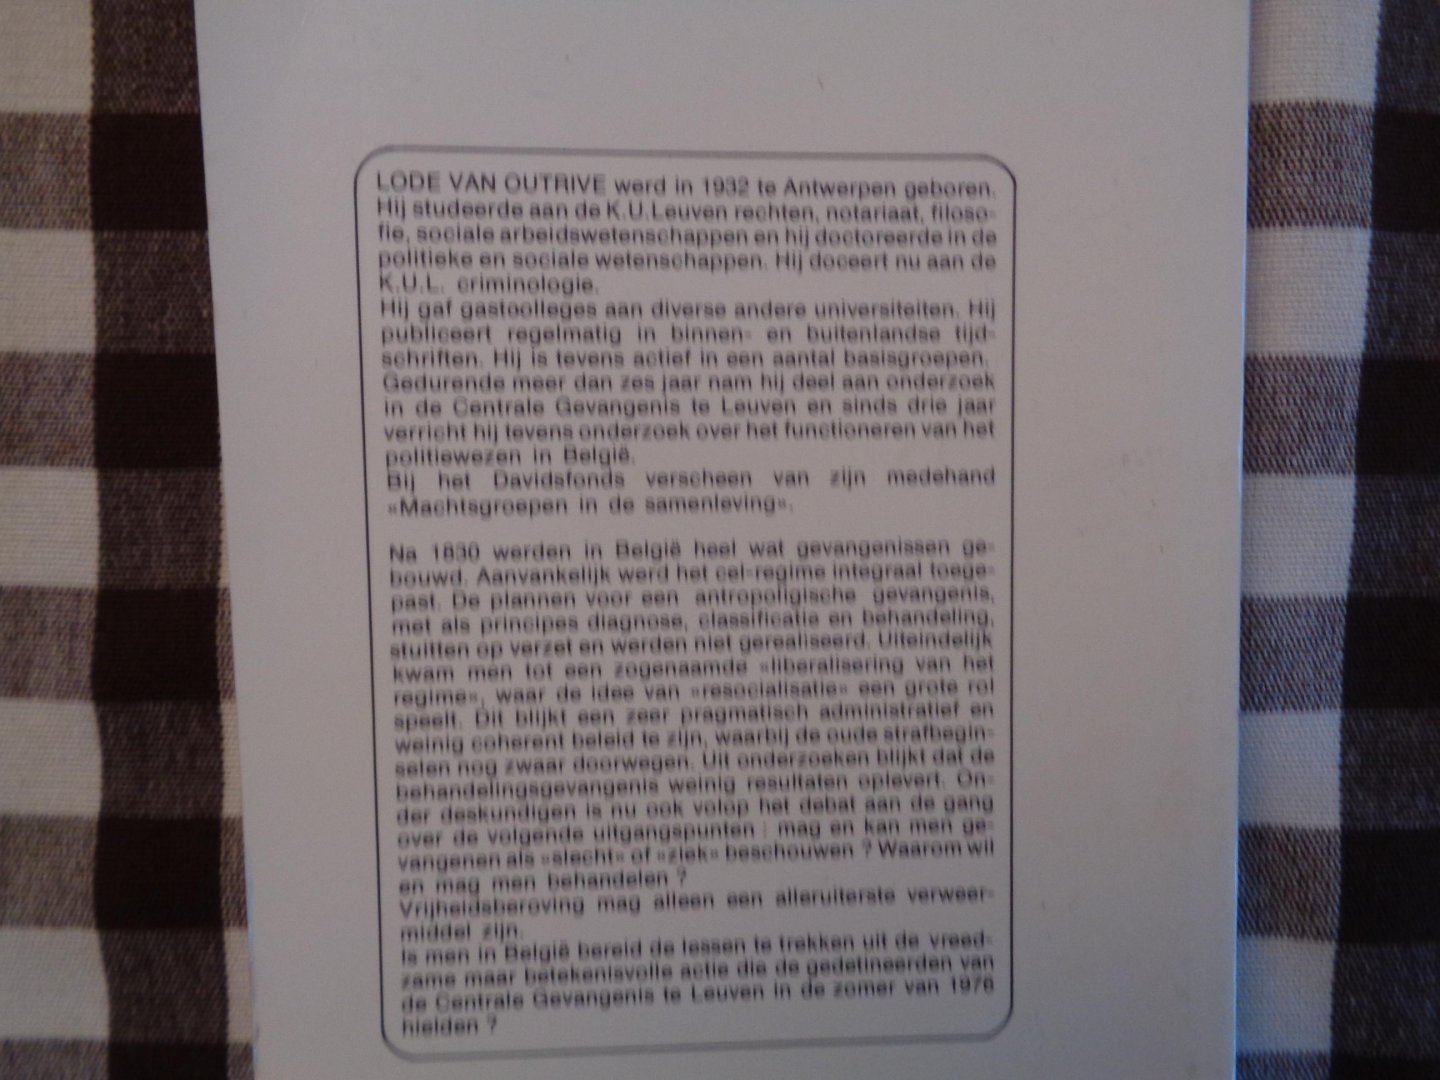 LODE VAN OUTRIVE werd in 1932 te Antwerpen geboren.
Hij studeerde aan de K.U.Leuven rechten, notariaat, filoso-
fie, sociale arbeidswetenschappen en hij doctoreerde in de
politieke en sociale wetenschappen. Hij doceert nu aan de
K.U.L. criminologie.
Hij gaf gastcolleges aan diverse andere universiteiten. Hij
publiceert regelmatig in binnen- en buitenlandse tijd-
schriften. Hij is tevens actief in een aantal basisgroepen.
Gedurende meer dan zes jaar nam hij deel aan onderzoek
in de Centrale Gevangenis te Leuven en sinds drie jaar
verricht hij tevens onderzoek over het functioneren van het
politiewezen in België.
Bij het Davidsfonds verscheen van zijn medehand
«Machtsgroepen in de samenleving».
Na 1830 werden in België heel wat gevangenissen ge-
bouwd. Aanvankelijk werd het cel-regime integraal toege-
past. De plannen voor een antropoligische gevangenis,
met als principes diagnose, classificatie en behandeling,
stuitten op verzet en werden niet gerealiseerd. Uiteindelijk
kwam men tot een zogenaamde «liberalisering van het
regime», waar de idee van «resocialisatie» een grote rol
speelt. Dit blijkt een zeer pragmatisch administratief en
weinig coherent beleid te zijn, waarbij de oude strafbegin-
selen nog zwaar doorwegen. Uit onderzoeken blijkt dat de
behandelingsgevangenis weinig resultaten oplevert. On-
der deskundigen is nu ook volop het debat aan de gang
over de volgende uitgangspunten : mag en kan men ge-
vangenen als «slecht» of «ziek» beschouwen ? Waarom wil
en mag men behandelen ?
Vrijheidsberoving mag alleen een alleruiterste verweer-
middel zijn.
Is men in België bereid de lessen te trekken uit de vreed-
zame maar betekenisvolle actie die de gedetineerden van
de Centrale Gevangenis te Leuven in de zomer van 1976
hielden ?